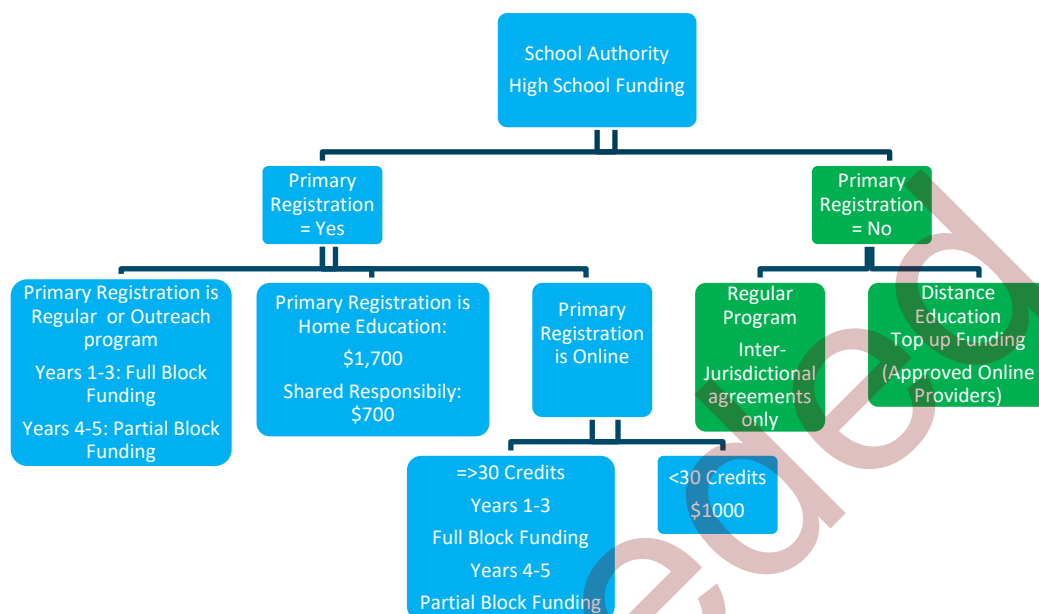 School Authority
High School Funding
Primary
Registration
= Yes
Primary
Registration
= No
Primary Registration is
Regular or Outreach
program
Years 1-3: Full Block
Funding
Years 4-5: Partial Block
Funding
Primary Registration is
Home Education:
$1,700
Shared Responsibily:
$700
Primary
Registration
is Online
Regular
Program
Inter-
Jurisdictional
agreements
only
Distance
Education
Top up Funding
(Approved Online
Providers)
=>30 Credits
Years 1-3
Full Block Funding
Years 4-5
Partial Block Funding
<30 Credits
$1000
eded